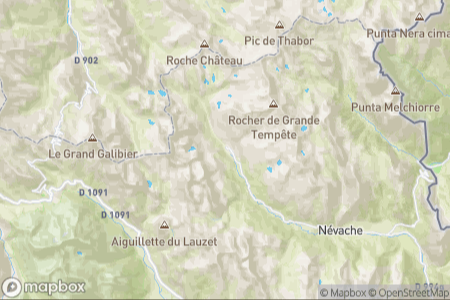 Pic de Thabor
Punta Nera cima
D 902
Roche Château
Punta Melchiorre
Rocher de Grande
Tempête
Le Grand Galibier
D 1091
D 1091
Névache
Aiguillette du Lauzet
mapbox
© Mapbox © OpenStreetMap